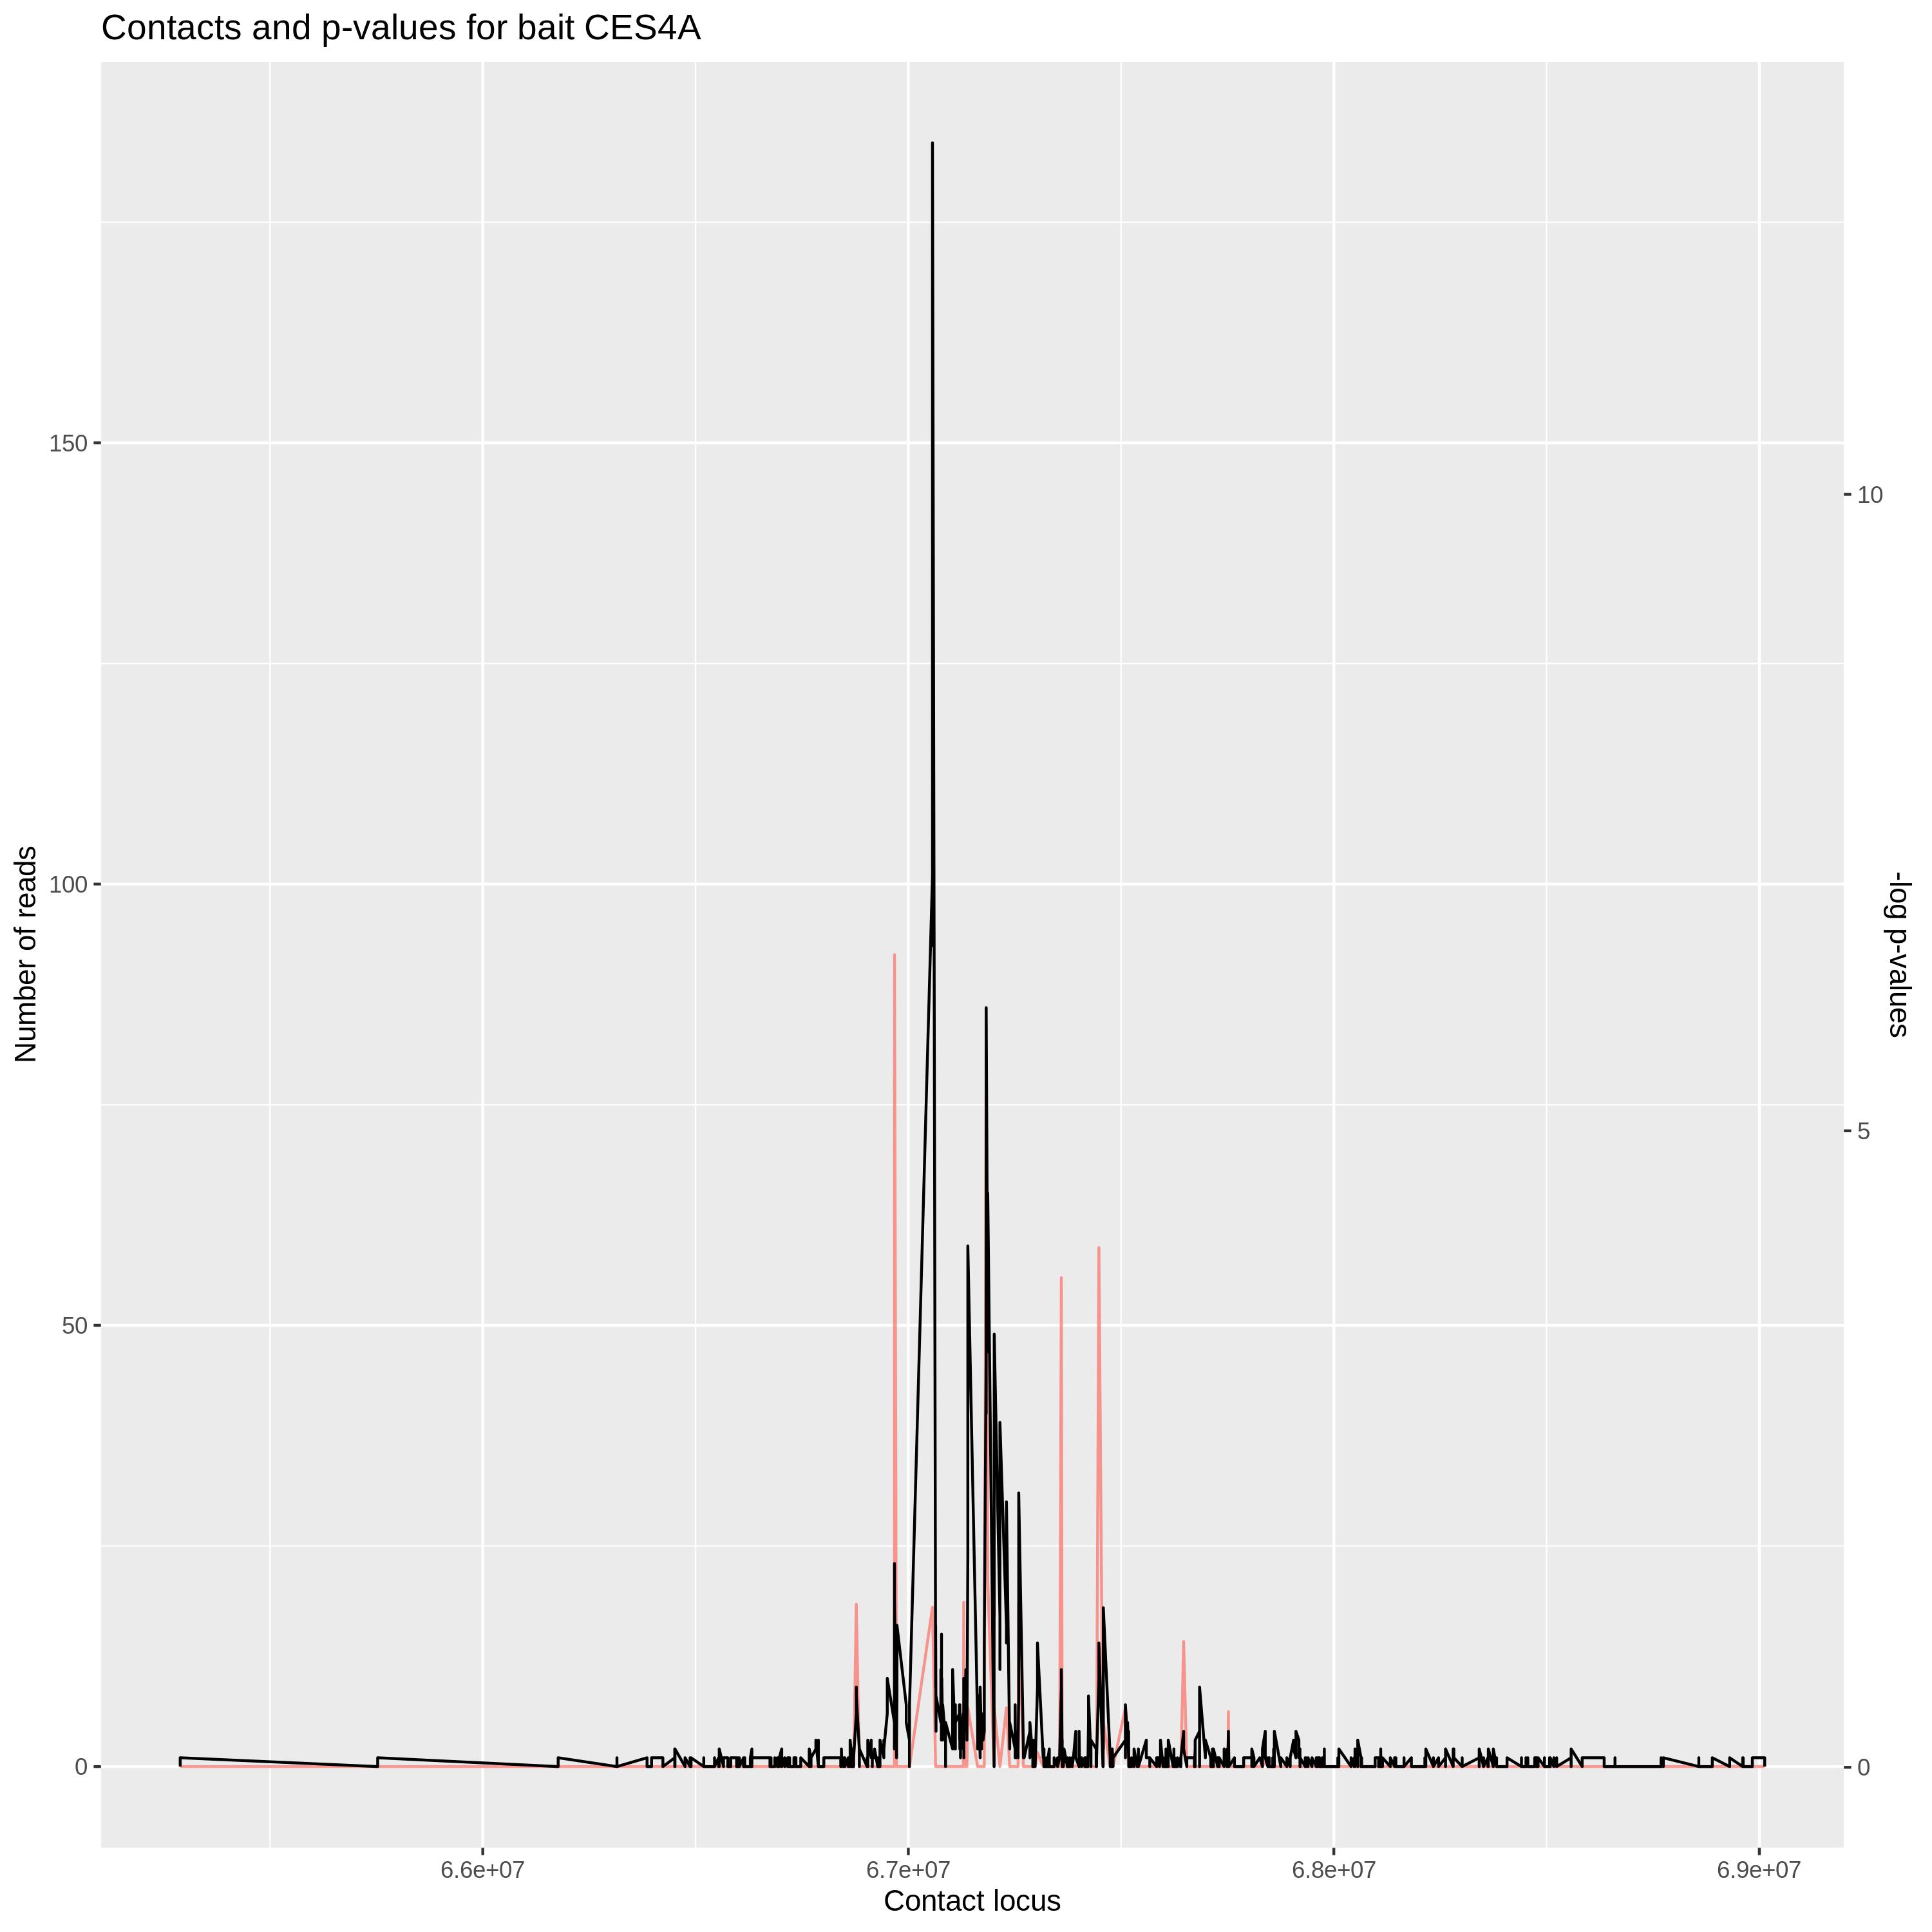 Contacts and p-values for bait CES4A
Number of reads
150
100
50
0
10
5
0
-log p-values
6.6e+07
6.7e+07
6.8e+07
6.9e+07
Contact locus